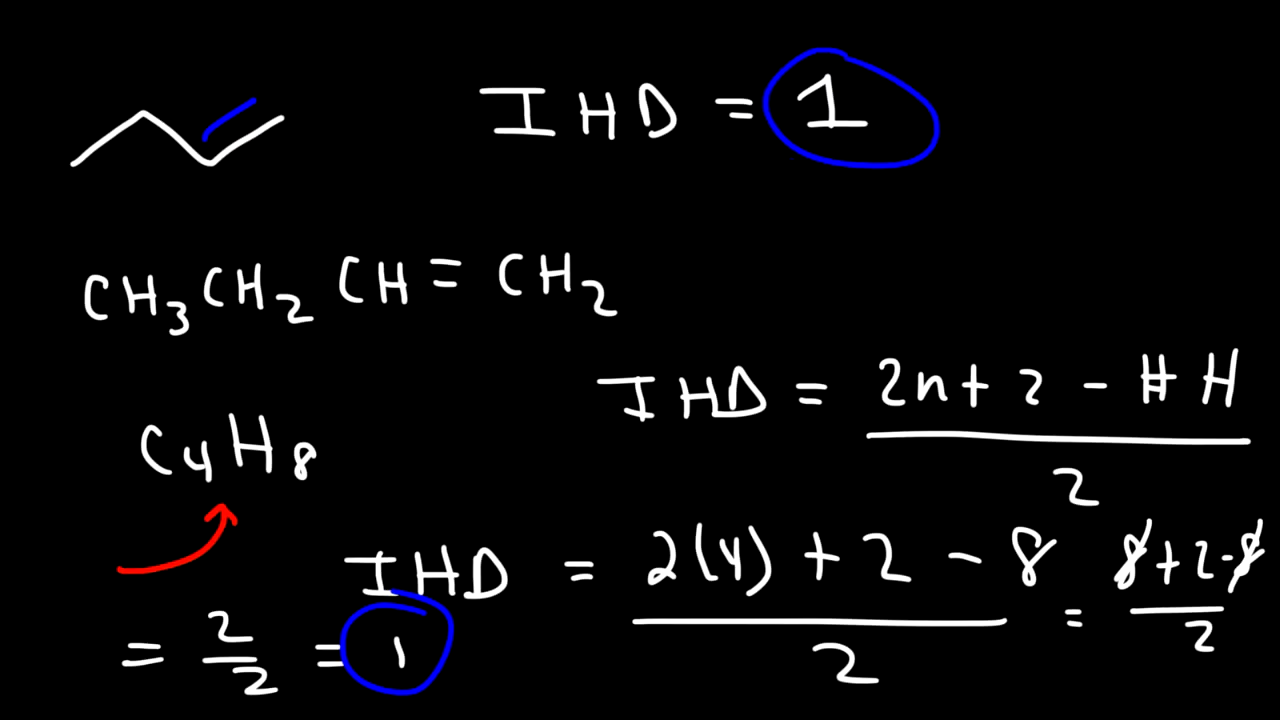 IHD = 1
CH₃CH₂CH=CH₂
IHD = (2n+2-#H)/2
C₄H₈
IHD = (2(4)+2-8)/2 = (8+2-8)/2
= 2/2 = 1